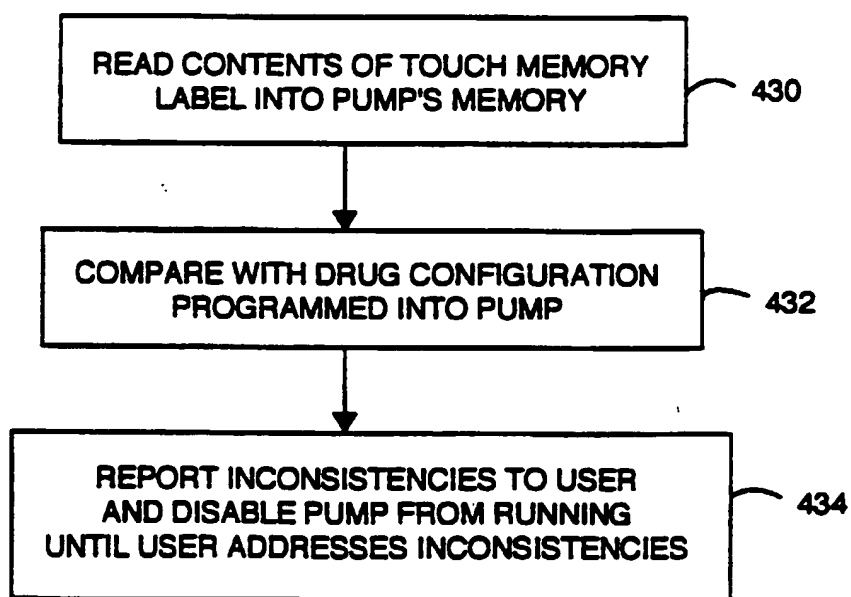 READ CONTENTS OF TOUCH MEMORY
LABEL INTO PUMP'S MEMORY
430
COMPARE WITH DRUG CONFIGURATION
PROGRAMMED INTO PUMP
432
REPORT INCONSISTENCIES TO USER
AND DISABLE PUMP FROM RUNNING
UNTIL USER ADDRESSES INCONSISTENCIES
434